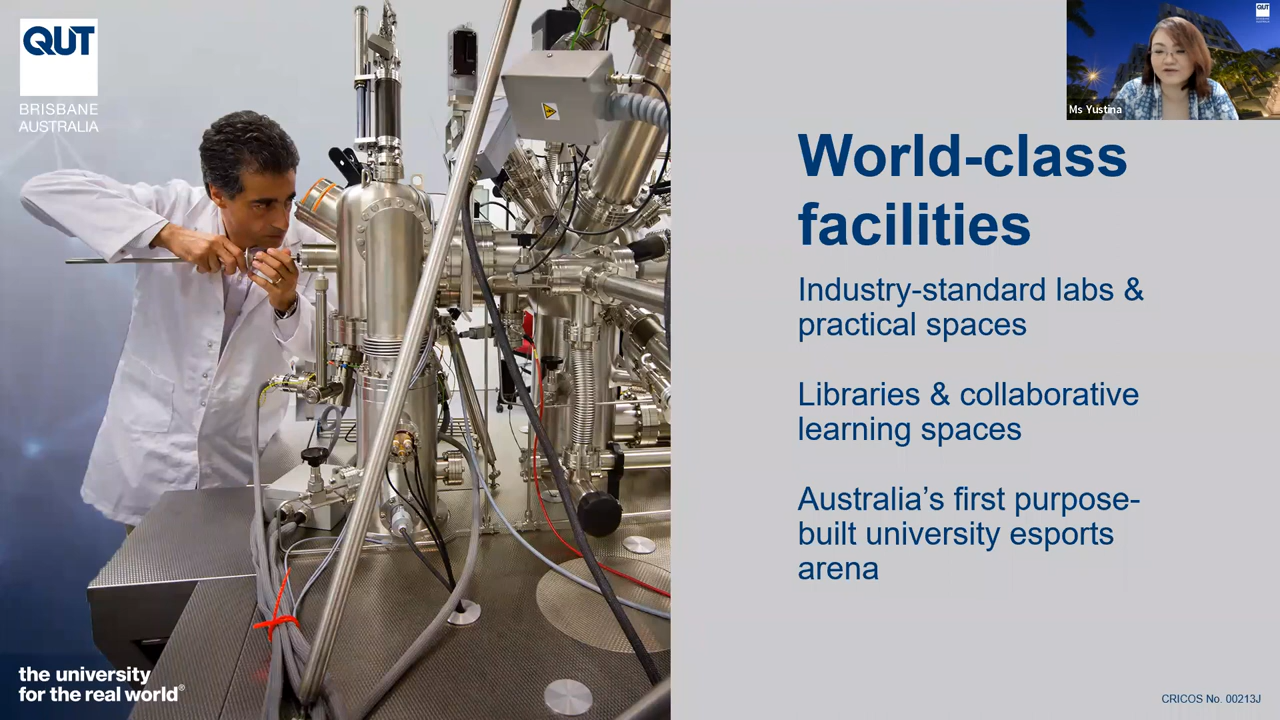 QUT
BRISBANE
AUSTRALIA
Ms Yustina
World-class
facilities
Industry-standard labs &
practical spaces
Libraries & collaborative
learning spaces
Australia’s first purpose-
built university esports
arena
the university
for the real world®
CRICOS No. 00213J